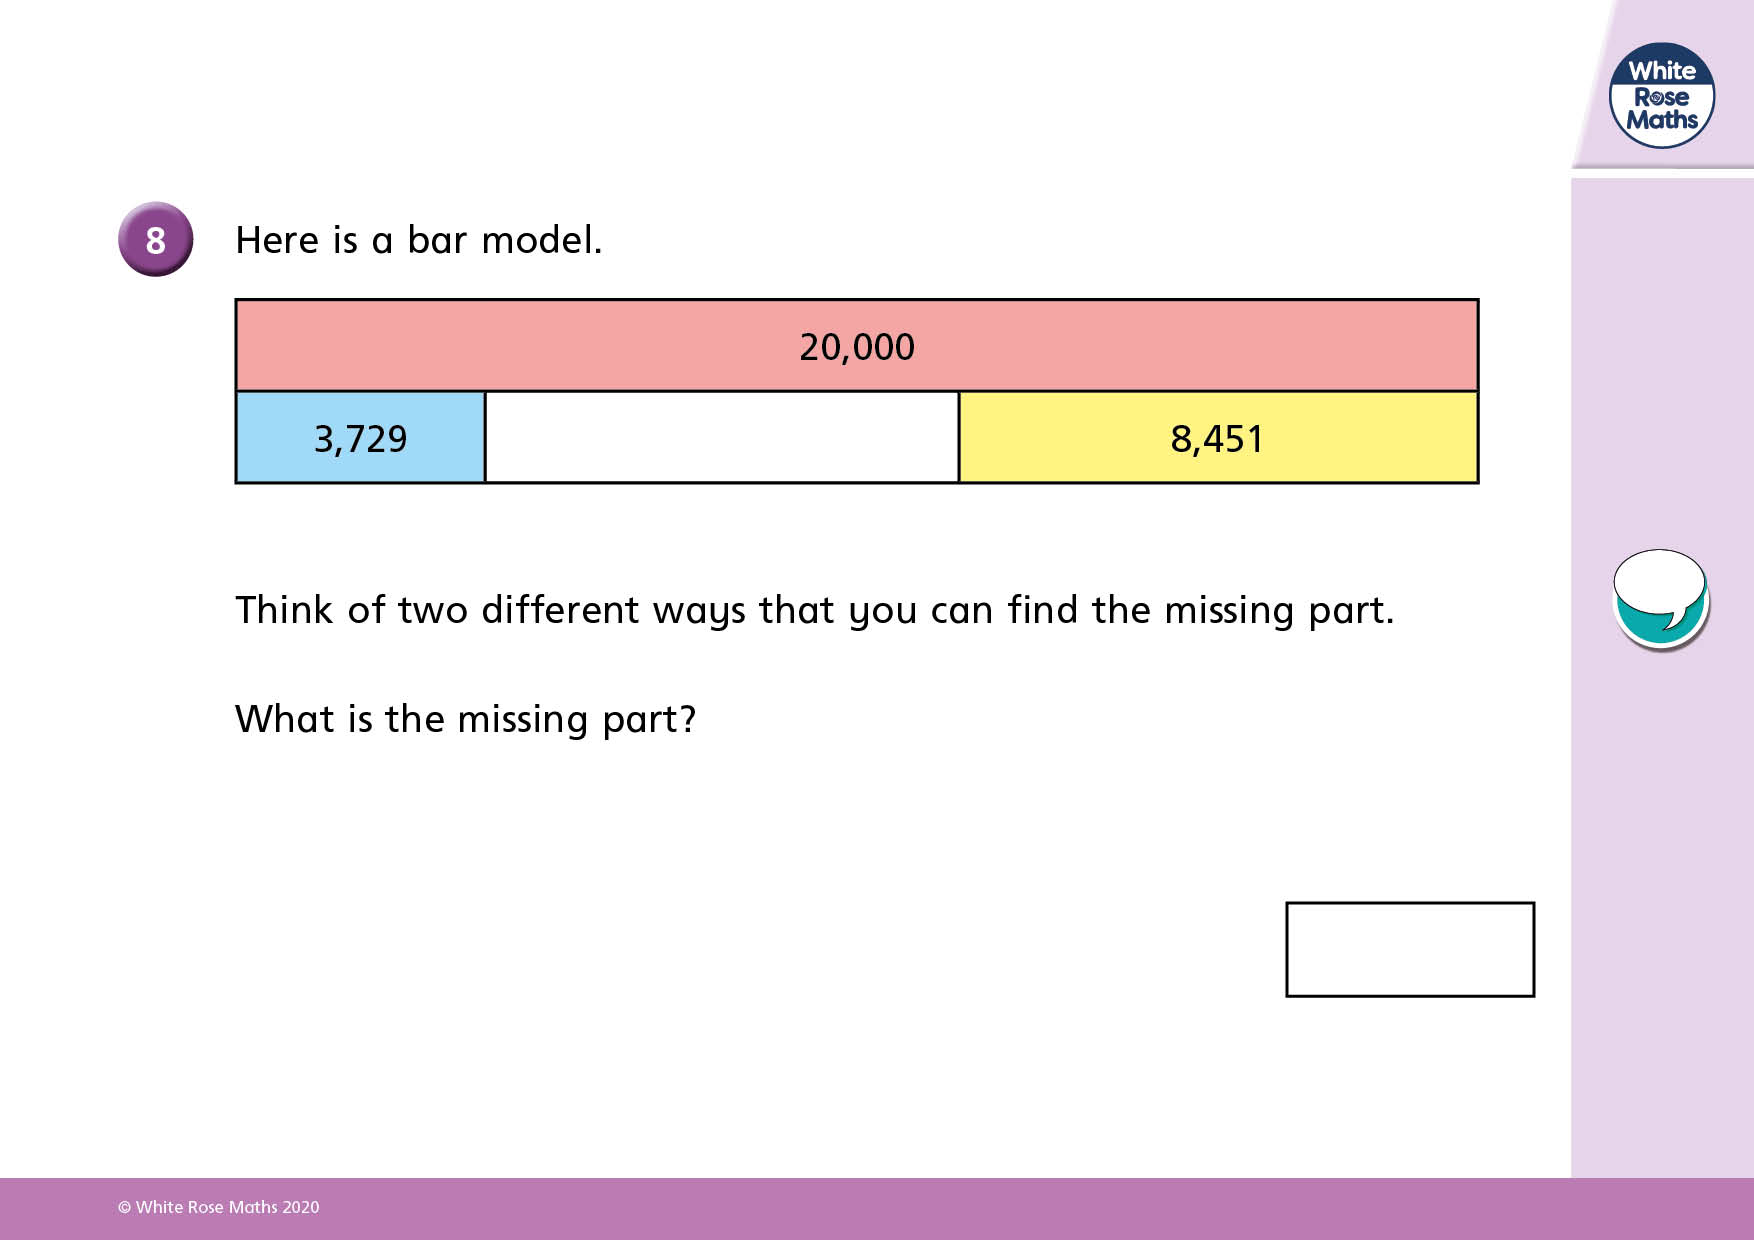 White
Rose
Maths
8 Here is a bar model.
20,000
3,729 8,451
Think of two different ways that you can find the missing part.
What is the missing part?
© White Rose Maths 2020